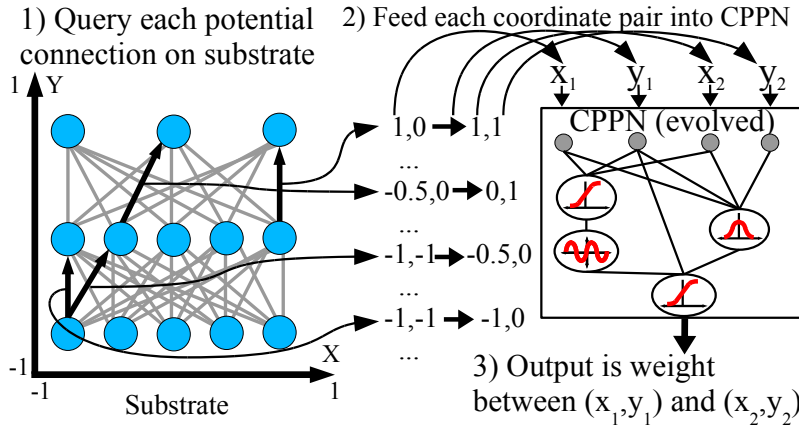 1) Query each potential
connection on substrate
2) Feed each coordinate pair into CPPN
1
Y
x1 y1 x2 y2
1,0 1,1
CPPN (evolved)
...
-0.5,0 0,1
...
-1,-1 -0.5,0
...
-1,-1 -1,0
...
X
-1
-1
1
Substrate
3) Output is weight
between (x1,y1) and (x2,y2)